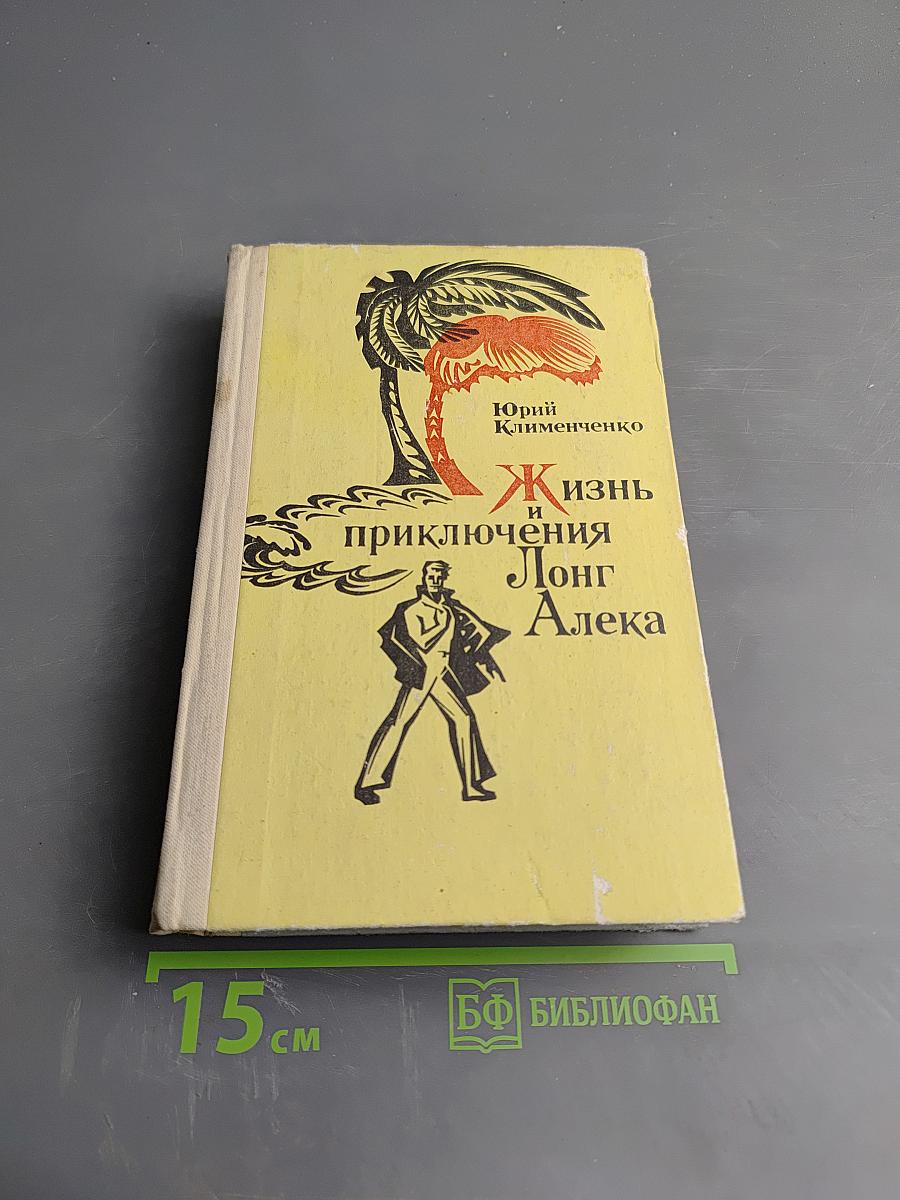 Юрий
Клименченко
Жизнь
и
приключения
Лонг
Алека
15 см
БФ БИБЛИОФАН